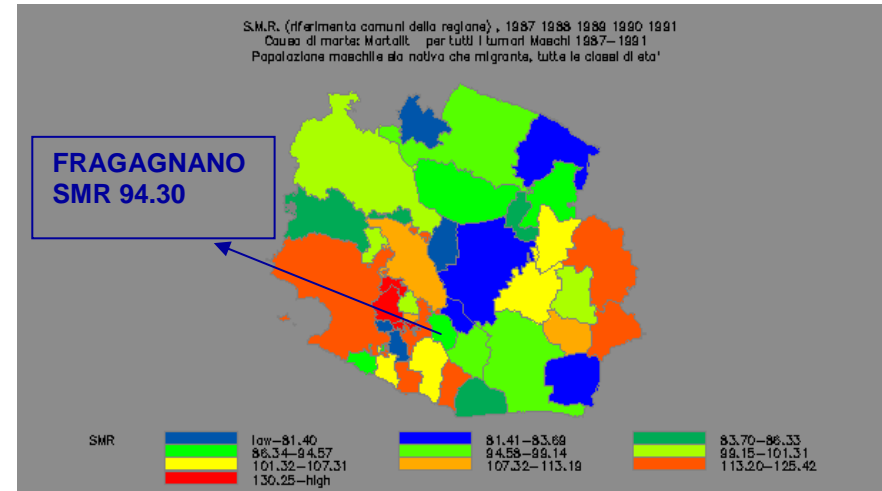 S.M.R. (riferimento comuni della regione) , 1987 1988 1989 1990 1991
Causa di morte: Mortalit per tutti i tumori Maschi 1987–1991
Popolazione maschile sia nativa che migrante, tutte le classi di eta'
FRAGAGNANO
SMR 94.30
SMR
low–81.40 81.41–83.69 83.70–86.33
86.34–94.57 94.58–99.14 99.15–101.31
101.32–107.31 107.32–113.19 113.20–125.42
130.25–high